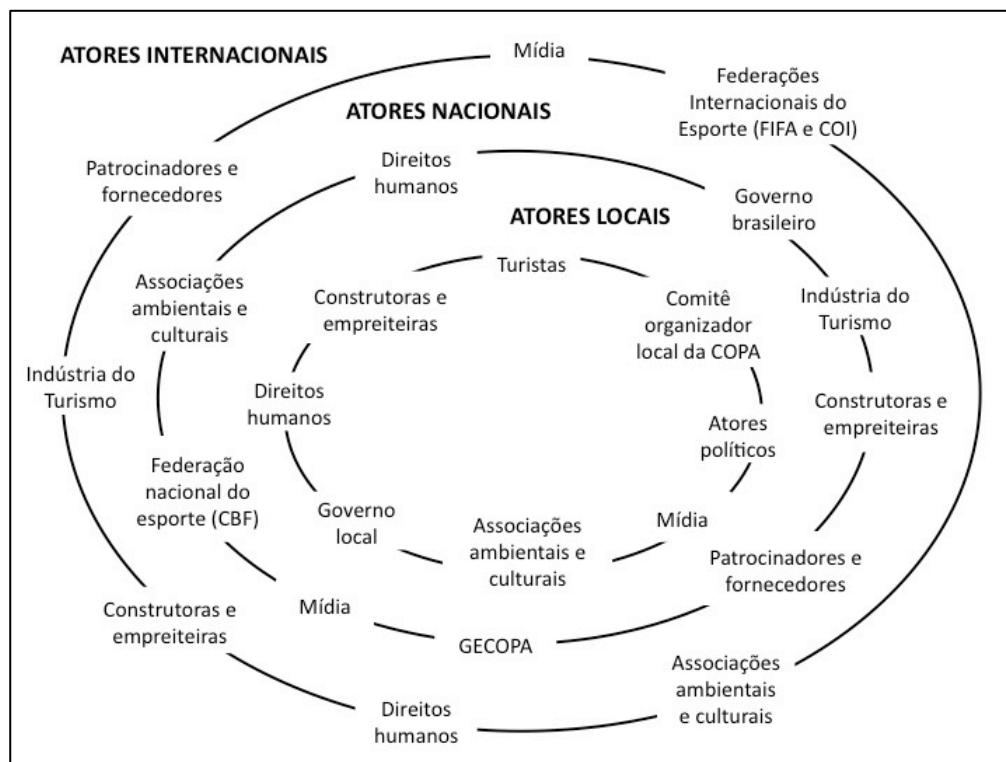 ATORES INTERNACIONAIS
Mídia
Federações
Internacionais do
Esporte (FIFA e COI)
Patrocinadores e
fornecedores
Indústria do
Turismo
Construtoras e
empreiteiras
Direitos
humanos
Associações
ambientais
e culturais
ATORES NACIONAIS
Direitos
humanos
Governo
brasileiro
Associações
ambientais e
culturais
Indústria do
Turismo
Construtoras e
empreiteiras
Federação
nacional do
esporte (CBF)
Patrocinadores e
fornecedores
Mídia
GECOPA
ATORES LOCAIS
Turistas
Construtoras e
empreiteiras
Comitê
organizador
local da COPA
Direitos
humanos
Atores
políticos
Governo
local
Mídia
Associações
ambientais e
culturais